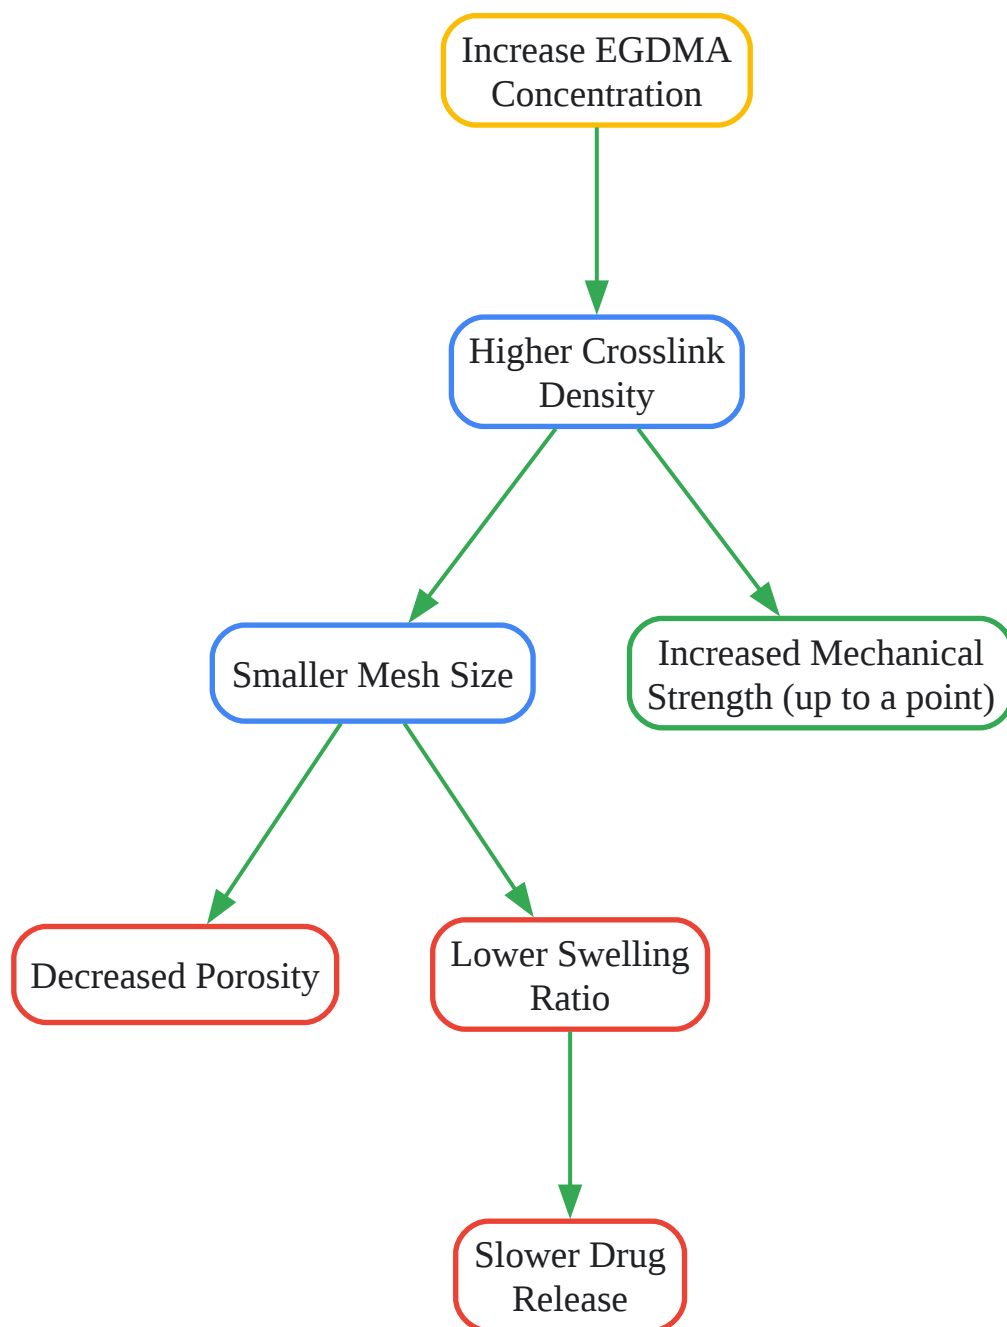 Increase EGDMA
Concentration
Higher Crosslink
Density
Smaller Mesh Size
Increased Mechanical
Strength (up to a point)
Decreased Porosity
Lower Swelling
Ratio
Slower Drug
Release